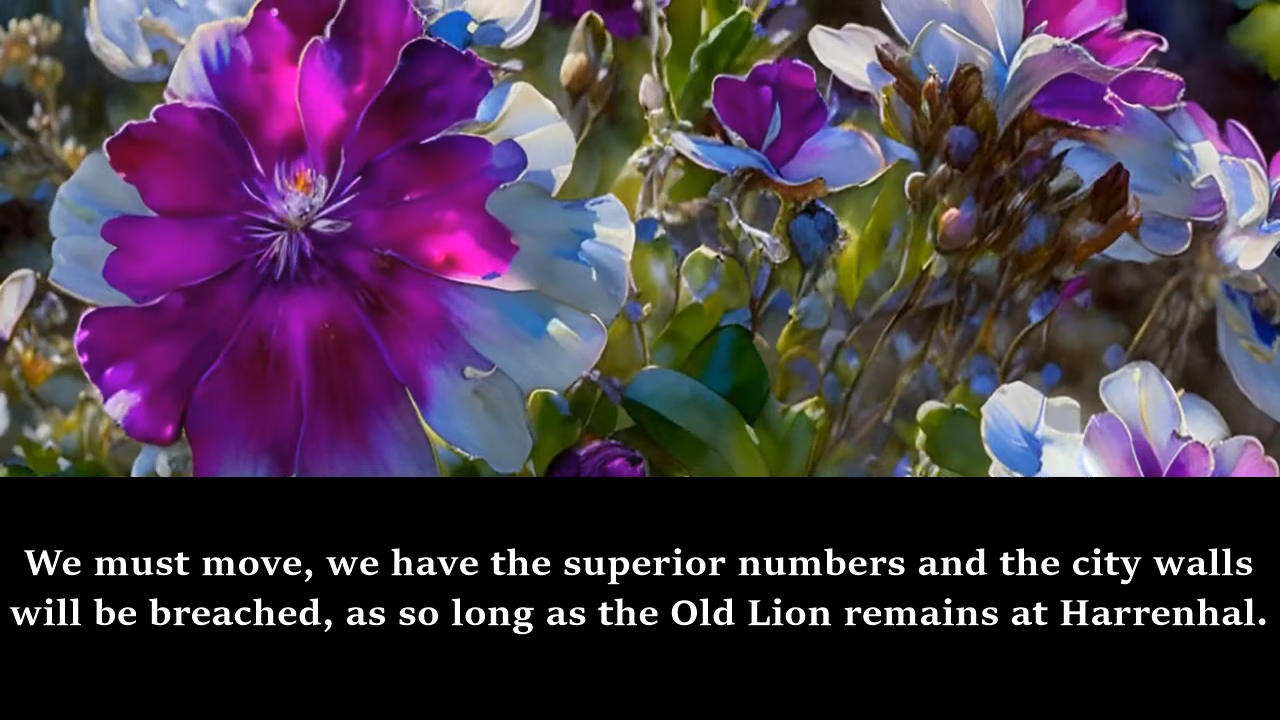 We must move, we have the superior numbers and the city walls
will be breached, as so long as the Old Lion remains at Harrenhal.